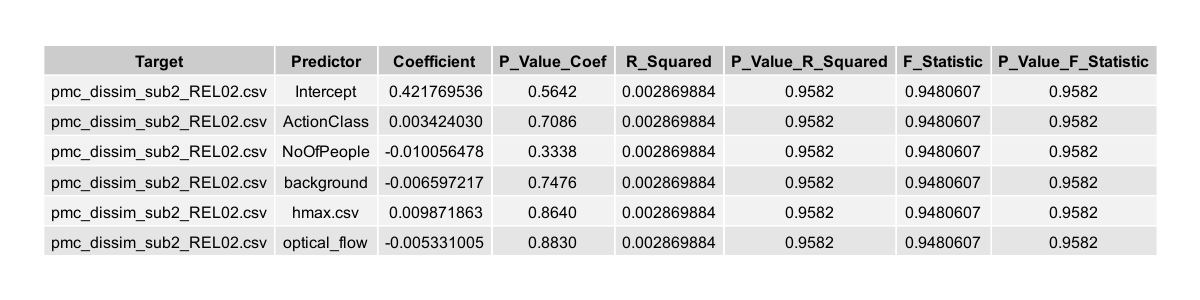 Target Predictor Coefficient P_Value_Coef R_Squared P_Value_R_Squared F_Statistic P_Value_F_Statistic
pmc_dissim_sub2_REL02.csv Intercept 0.421769536 0.5642 0.002869884 0.9582 0.9480607 0.9582
pmc_dissim_sub2_REL02.csv ActionClass 0.003424030 0.7086 0.002869884 0.9582 0.9480607 0.9582
pmc_dissim_sub2_REL02.csv NoOfPeople -0.010056478 0.3338 0.002869884 0.9582 0.9480607 0.9582
pmc_dissim_sub2_REL02.csv background -0.006597217 0.7476 0.002869884 0.9582 0.9480607 0.9582
pmc_dissim_sub2_REL02.csv hmax.csv 0.009871863 0.8640 0.002869884 0.9582 0.9480607 0.9582
pmc_dissim_sub2_REL02.csv optical_flow -0.005331005 0.8830 0.002869884 0.9582 0.9480607 0.9582